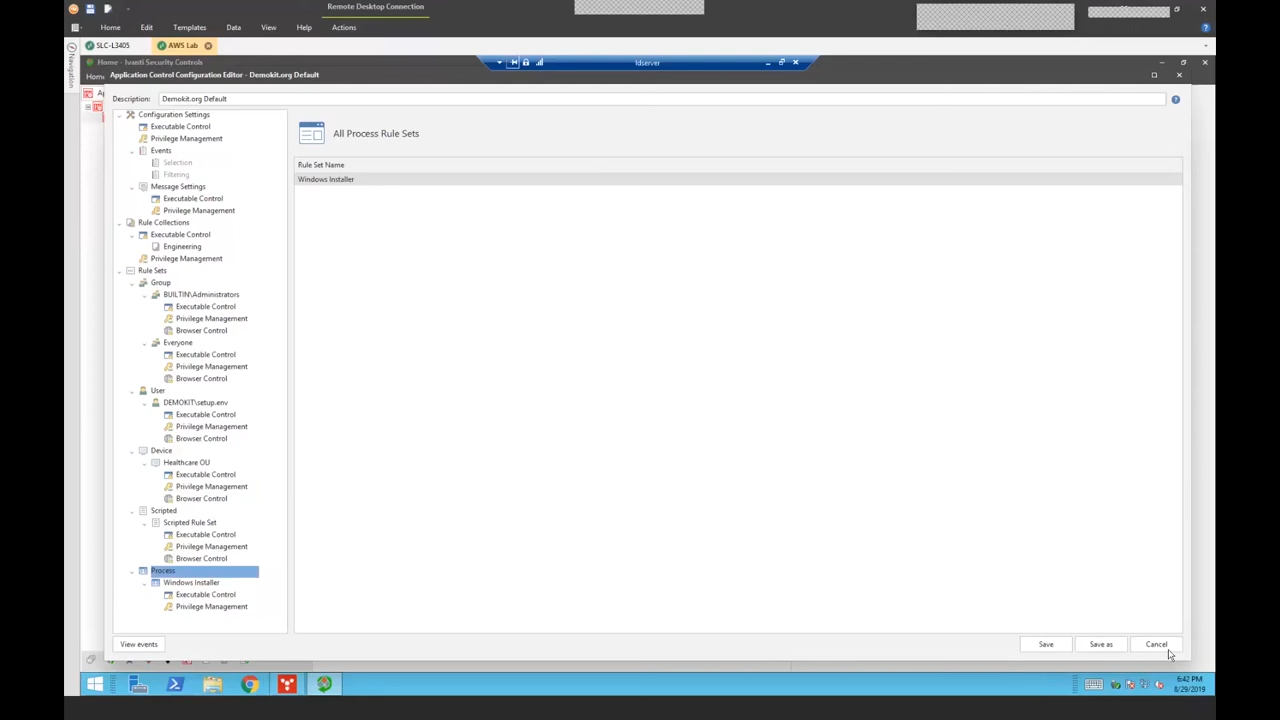 Remote Desktop Connection
Home Edit Templates Data View Help Actions
SLC-L3405 AWS Lab
Navigation
Home - Ivanti Security Controls
ldserver
Home
Application Control Configuration Editor - Demokit.org Default
Description: Demokit.org Default
Configuration Settings
Executable Control
Privilege Management
Events
Selection
Filtering
Message Settings
Executable Control
Privilege Management
Rule Collections
Executable Control
Engineering
Privilege Management
Rule Sets
Group
BUILTIN\Administrators
Executable Control
Privilege Management
Browser Control
Everyone
Executable Control
Privilege Management
Browser Control
User
DEMOKIT\setup.env
Executable Control
Privilege Management
Browser Control
Device
Healthcare OU
Executable Control
Privilege Management
Browser Control
Scripted
Scripted Rule Set
Executable Control
Privilege Management
Browser Control
Process
Windows Installer
Executable Control
Privilege Management
All Process Rule Sets
Rule Set Name
Windows Installer
View events
Save Save as Cancel
6:42 PM
8/29/2019